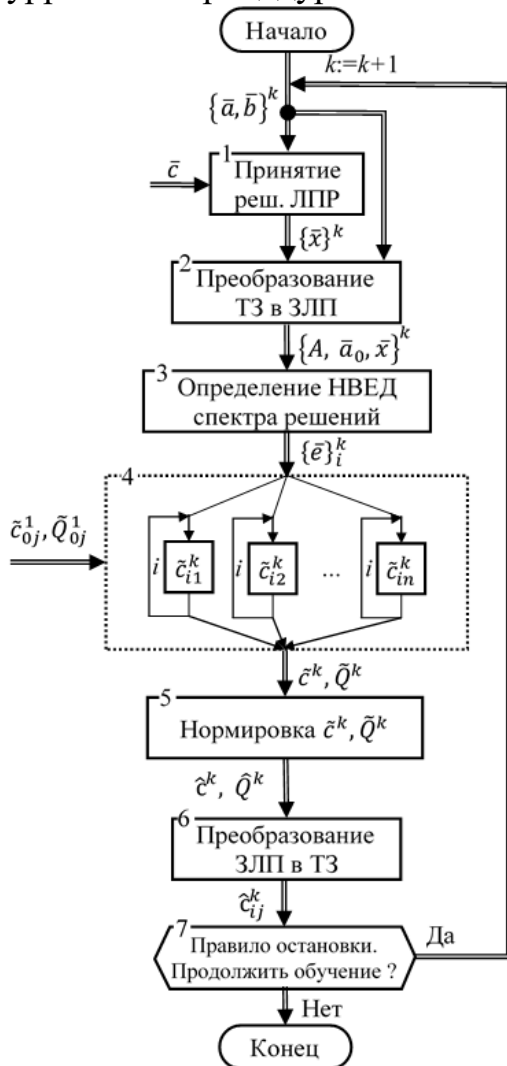 Начало
k:=k+1
{a̅, b̅}^k
c̅
1
Принятие
реш. ЛПР
{x̅}^k
2
Преобразование
ТЗ в ЗЛП
{A, a̅₀, x̅}^k
3
Определение НВЕД
спектра решений
{e̅}_i^k
4
c̃_{0j}^1, Q̃_{0j}^1
i c̃_{i1}^k i c̃_{i2}^k ... i c̃_{in}^k
c̃^k, Q̃^k
5
Нормировка c̃^k, Q̃^k
ĉ^k, Q̂^k
6
Преобразование
ЗЛП в ТЗ
ĉ_{ij}^k
7
Правило остановки.
Продолжить обучение ?
Да
Нет
Конец